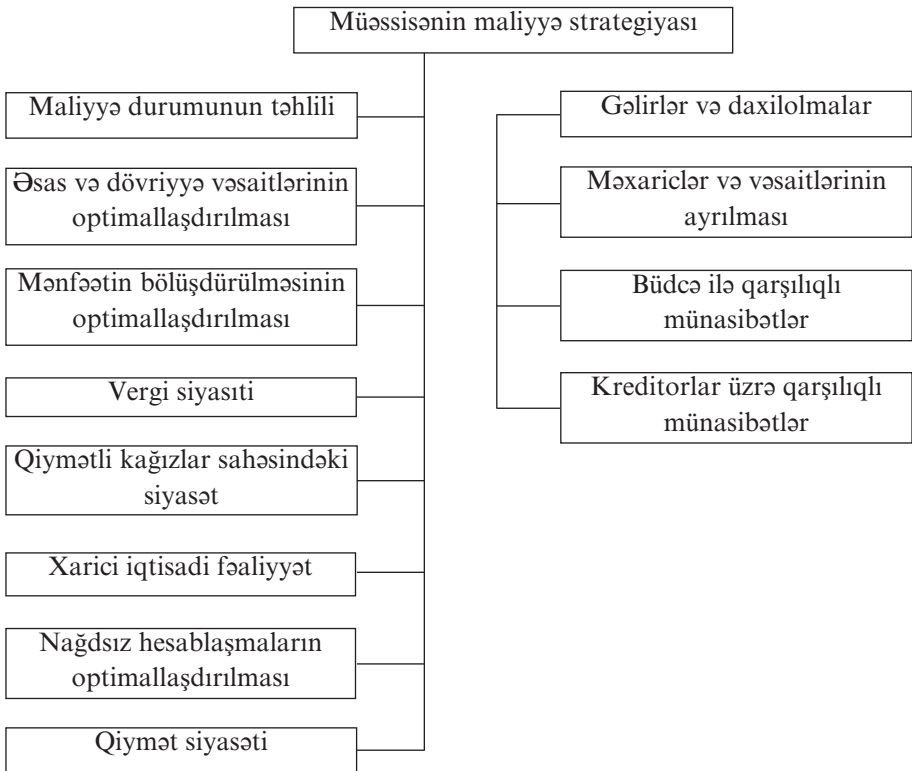 Müəssisənin maliyyə strategiyası
Maliyyə durumunun təhlili
Əsas və dövriyyə vəsaitlərinin
optimallaşdırılması
Mənfəətin bölüşdürülməsinin
optimallaşdırılması
Vergi siyasıti
Qiymətli kağızlar sahəsindəki
siyasət
Xarici iqtisadi fəaliyyət
Nağdsız hesablaşmaların
optimallaşdırılması
Qiymət siyasəti
Gəlirlər və daxilolmalar
Məxariclər və vəsaitlərinin
ayrılması
Büdcə ilə qarşılıqlı
münasibətlər
Kreditorlar üzrə qarşılıqlı
münasibətlər